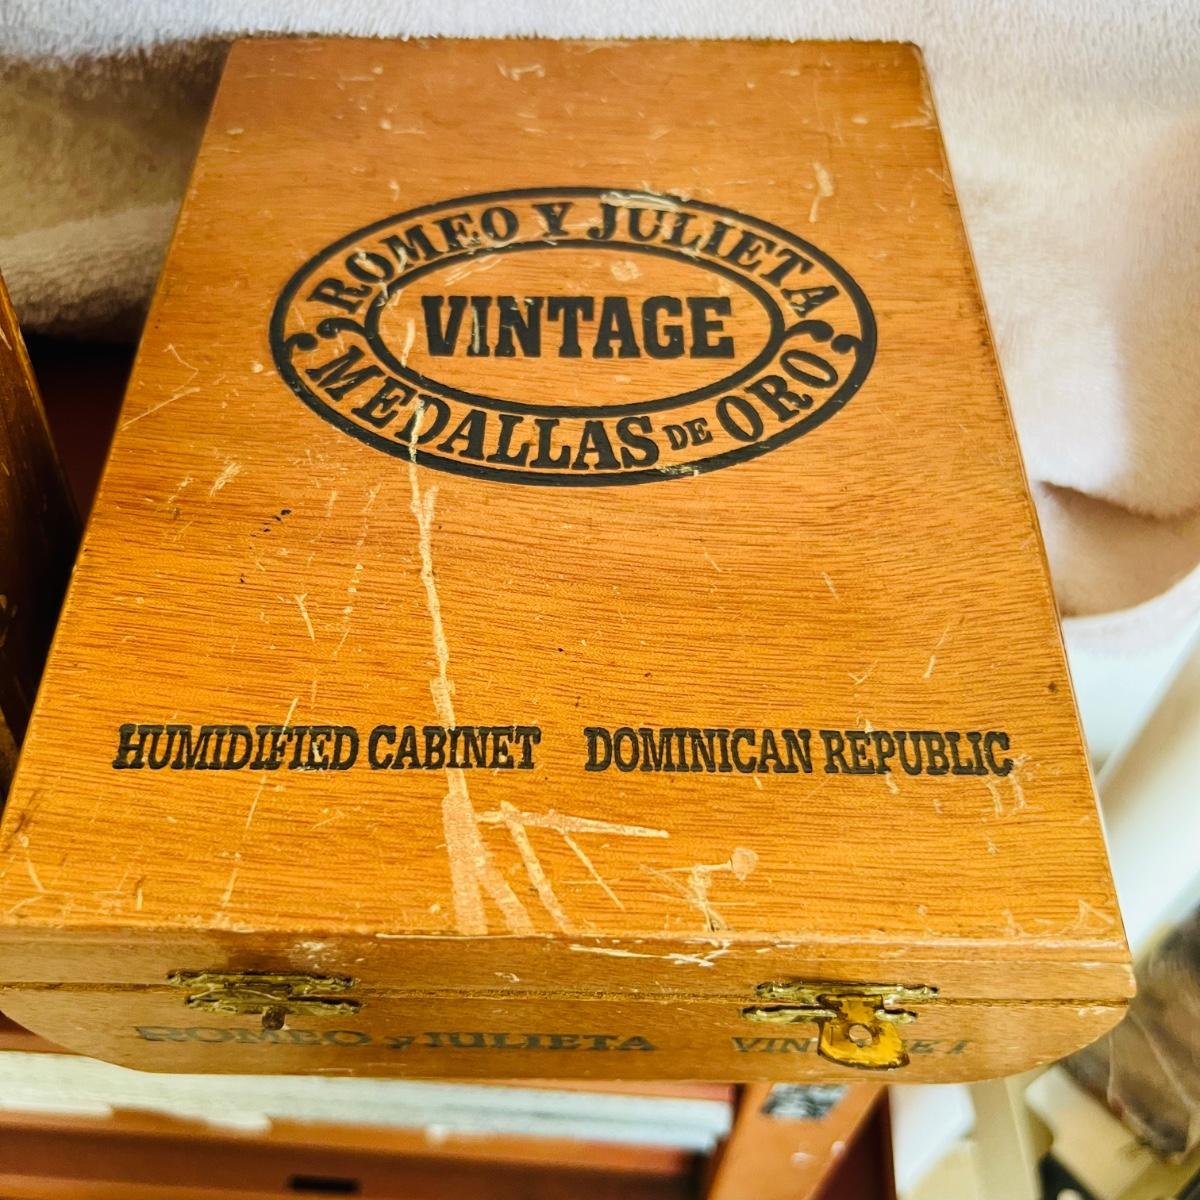 ROMEO Y JULIETA
VINTAGE
MEDALLAS DE ORO
HUMIDIFIED CABINET DOMINICAN REPUBLIC
ROMEO y JULIETA